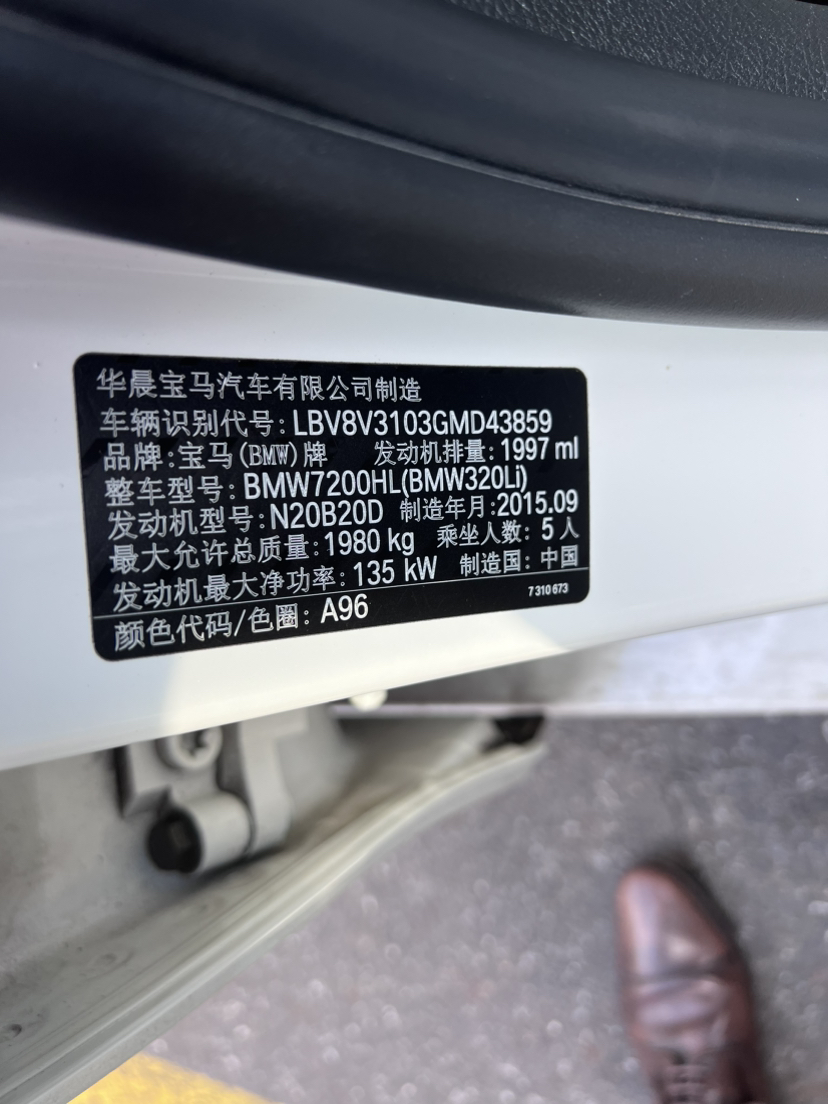 华晨宝马汽车有限公司制造
车辆识别代号: LBV8V3103GMD43859
品牌:宝马(BMW)牌 发动机排量: 1997 ml
整车型号: BMW7200HL(BMW320Li)
发动机型号:N20B20D 制造年月:2015.09
最大允许总质量:1980 kg 乘坐人数: 5 人
发动机最大净功率: 135 kW 制造国: 中国
颜色代码/色圈: A96 7 310 673